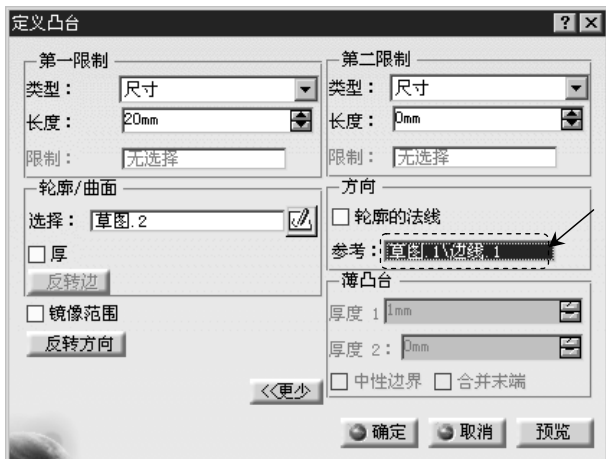 定义凸台
? ×
第一限制
类型： 尺寸
长度： 20mm
限制： 无选择
轮廓/曲面
选择： 草图.2
厚
反转边
镜像范围
反转方向
第二限制
类型： 尺寸
长度： 0mm
限制： 无选择
方向
轮廓的法线
参考： 草图.1\边线.1
薄凸台
厚度 1 1mm
厚度 2： 0mm
中性边界 合并末端
<<更少
确定 取消 预览